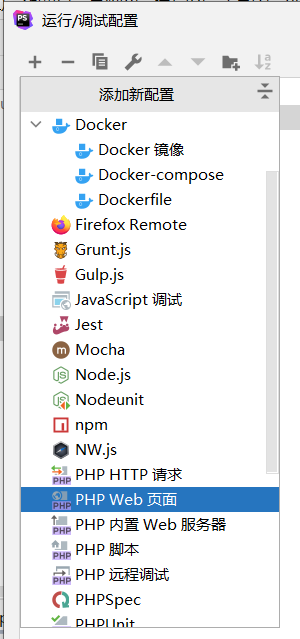 PS
运行/调试配置
添加新配置
Docker
Docker 镜像
Docker-compose
Dockerfile
Firefox Remote
Grunt.js
Gulp.js
JavaScript 调试
Jest
Mocha
Node.js
Nodeunit
npm
NW.js
PHP HTTP 请求
PHP Web 页面
PHP 内置 Web 服务器
PHP 脚本
PHP 远程调试
PHPSpec
PHPUnit